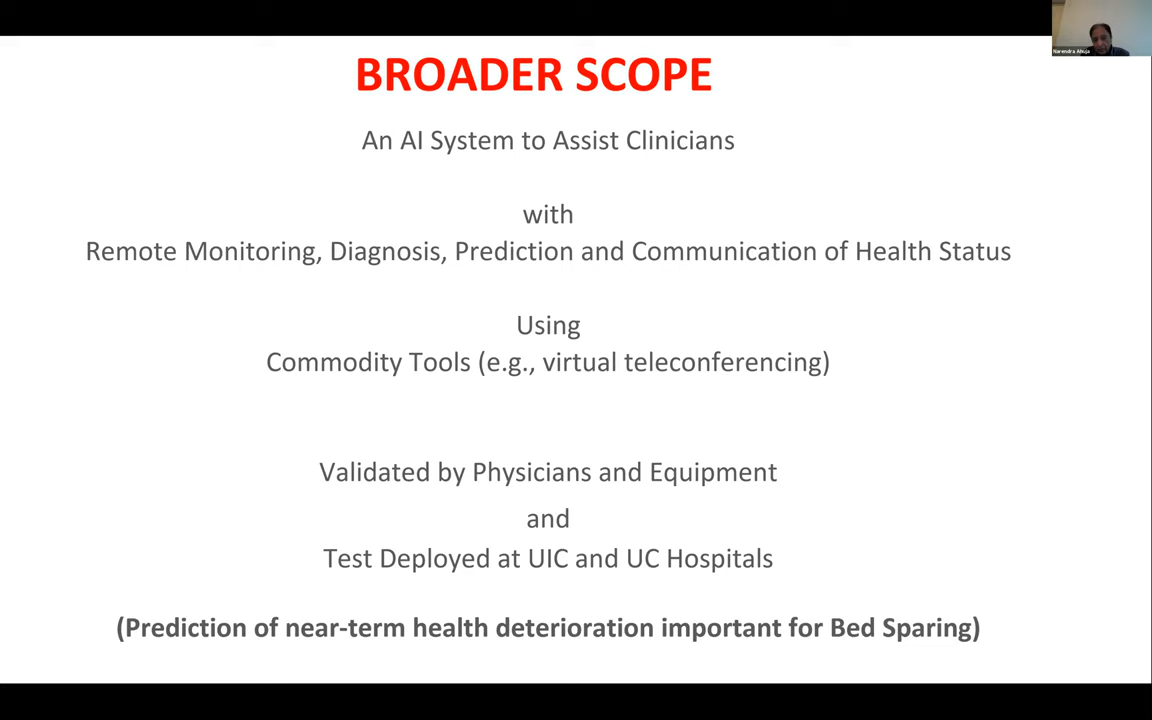 Narendra Ahuja
BROADER SCOPE
An AI System to Assist Clinicians
with
Remote Monitoring, Diagnosis, Prediction and Communication of Health Status
Using
Commodity Tools (e.g., virtual teleconferencing)
Validated by Physicians and Equipment
and
Test Deployed at UIC and UC Hospitals
(Prediction of near-term health deterioration important for Bed Sparing)